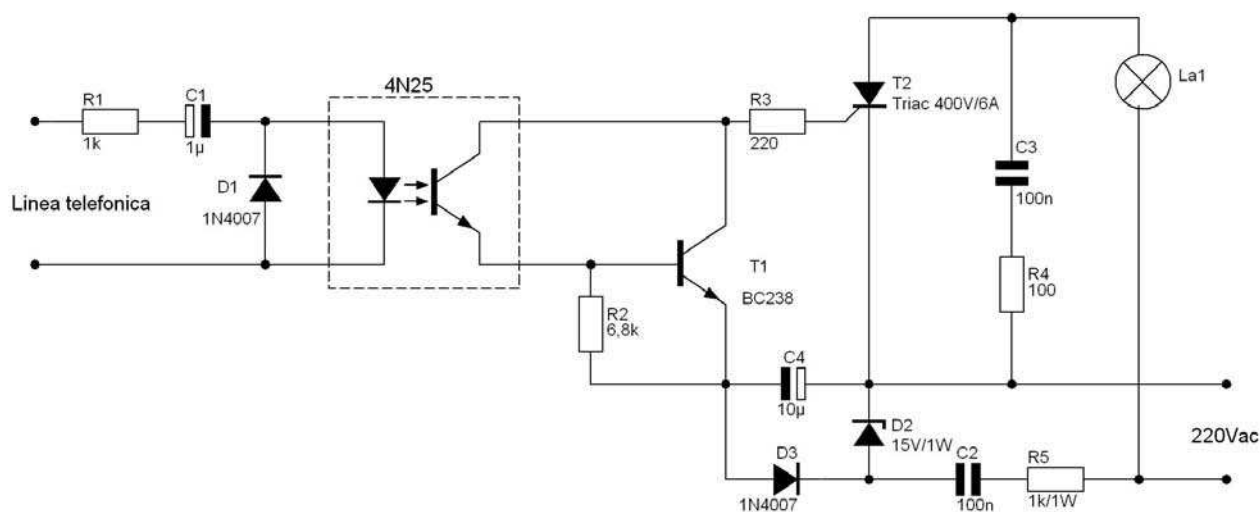 4N25
R1
1k
C1
1µ
D1
1N4007
Linea telefonica
R3
220
T2
Triac 400V/6A
La1
C3
100n
R4
100
T1
BC238
R2
6,8k
C4
10µ
D2
15V/1W
220Vac
D3
1N4007
C2
100n
R5
1k/1W